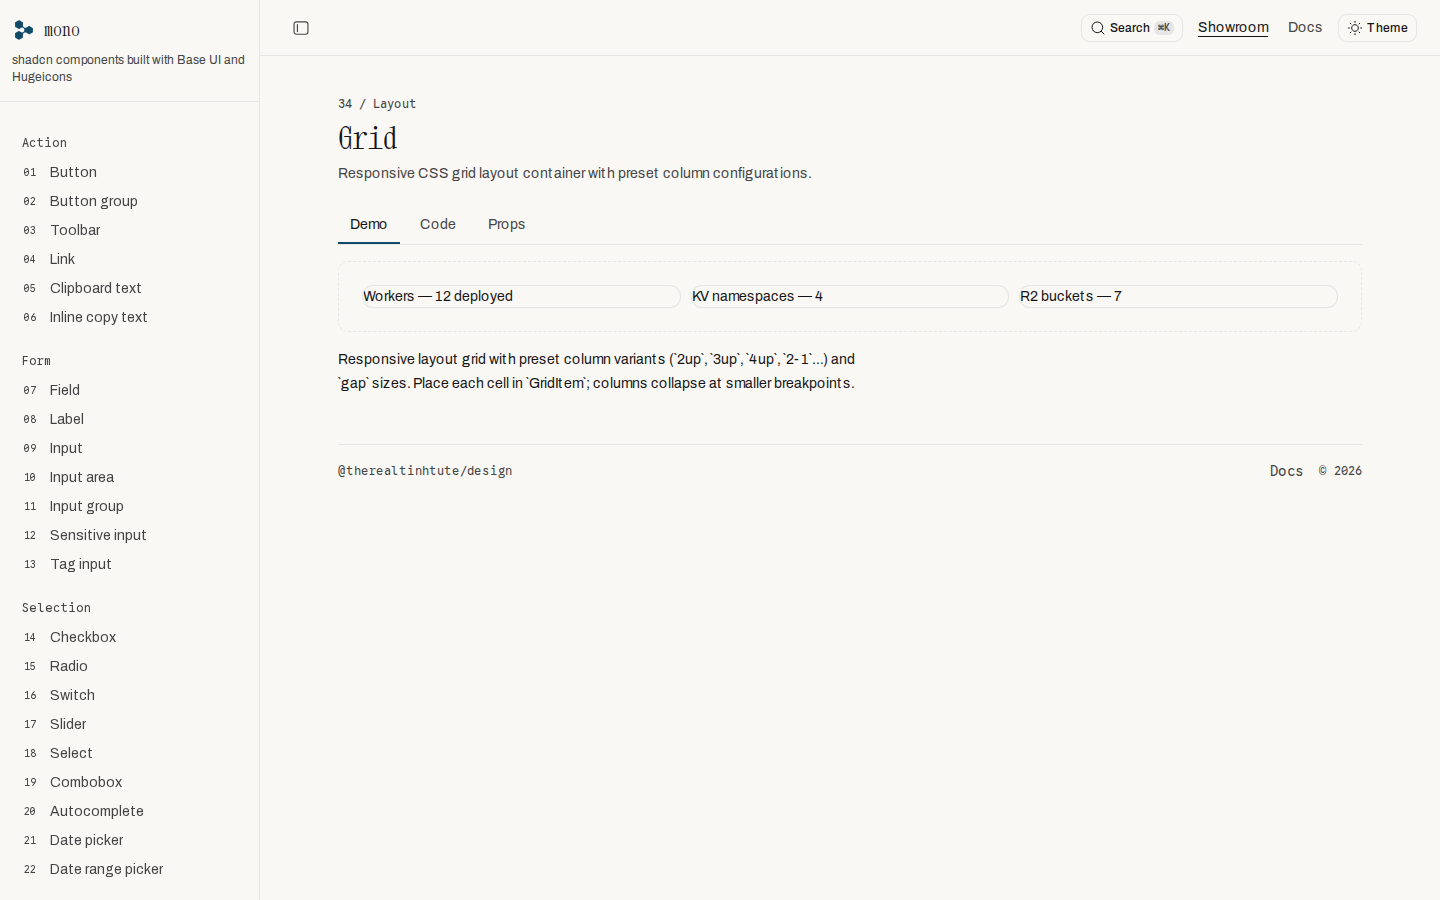 mono
shadcn components built with Base UI and
Hugeicons
Action
01 Button
02 Button group
03 Toolbar
04 Link
05 Clipboard text
06 Inline copy text
Form
07 Field
08 Label
09 Input
10 Input area
11 Input group
12 Sensitive input
13 Tag input
Selection
14 Checkbox
15 Radio
16 Switch
17 Slider
18 Select
19 Combobox
20 Autocomplete
21 Date picker
22 Date range picker
Search ⌘K Showroom Docs Theme
34 / Layout
Grid
Responsive CSS grid layout container with preset column configurations.
Demo Code Props
Workers — 12 deployed KV namespaces — 4 R2 buckets — 7
Responsive layout grid with preset column variants (`2up`, `3up`, `4up`, `2-1`…) and
`gap` sizes. Place each cell in `GridItem`; columns collapse at smaller breakpoints.
@therealtinhtute/design Docs © 2026